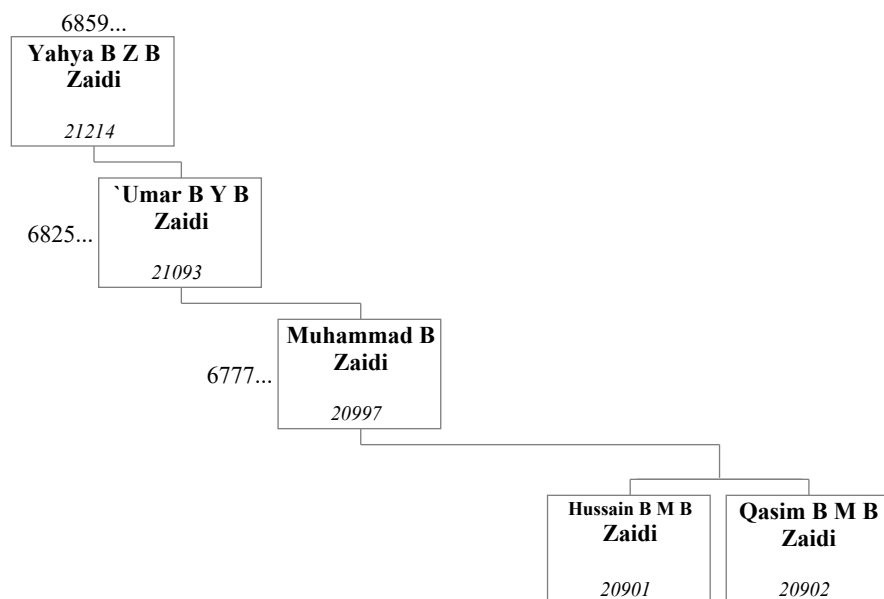 6859...
Yahya B Z B
Zaidi
21214
`Umar B Y B
Zaidi
6825...
21093
Muhammad B
Zaidi
6777...
20997
Hussain B M B
Zaidi
20901
Qasim B M B
Zaidi
20902